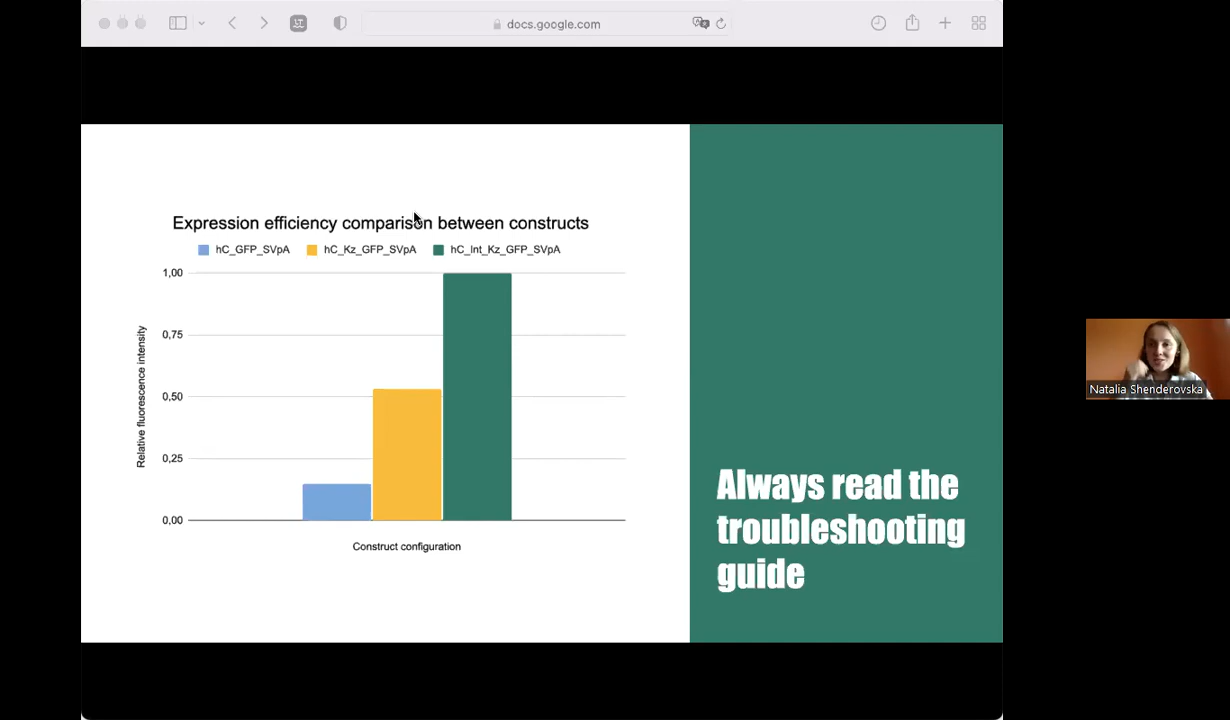 docs.google.com
Expression efficiency comparison between constructs
hC_GFP_SVpA hC_Kz_GFP_SVpA hC_Int_Kz_GFP_SVpA
1,00
0,75
0,50
0,25
0,00
Relative fluorescence intensity
Construct configuration
Always read the
troubleshooting
guide
Natalia Shenderovska